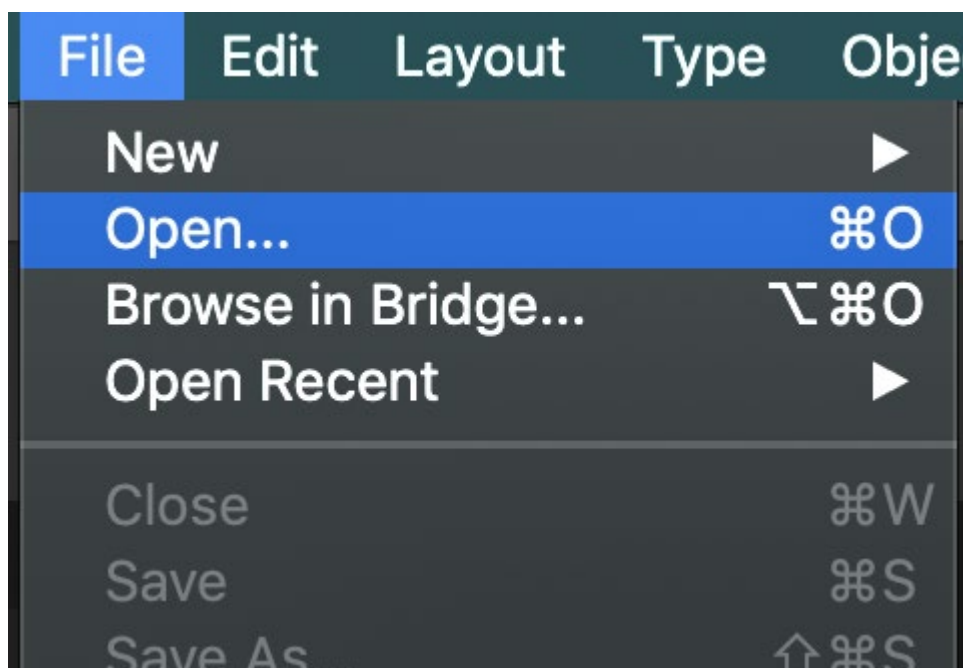 File Edit Layout Type Obje
New ▶
Open... ⌘O
Browse in Bridge... ⌥⌘O
Open Recent ▶
Close ⌘W
Save ⌘S
Save As ⇧⌘S